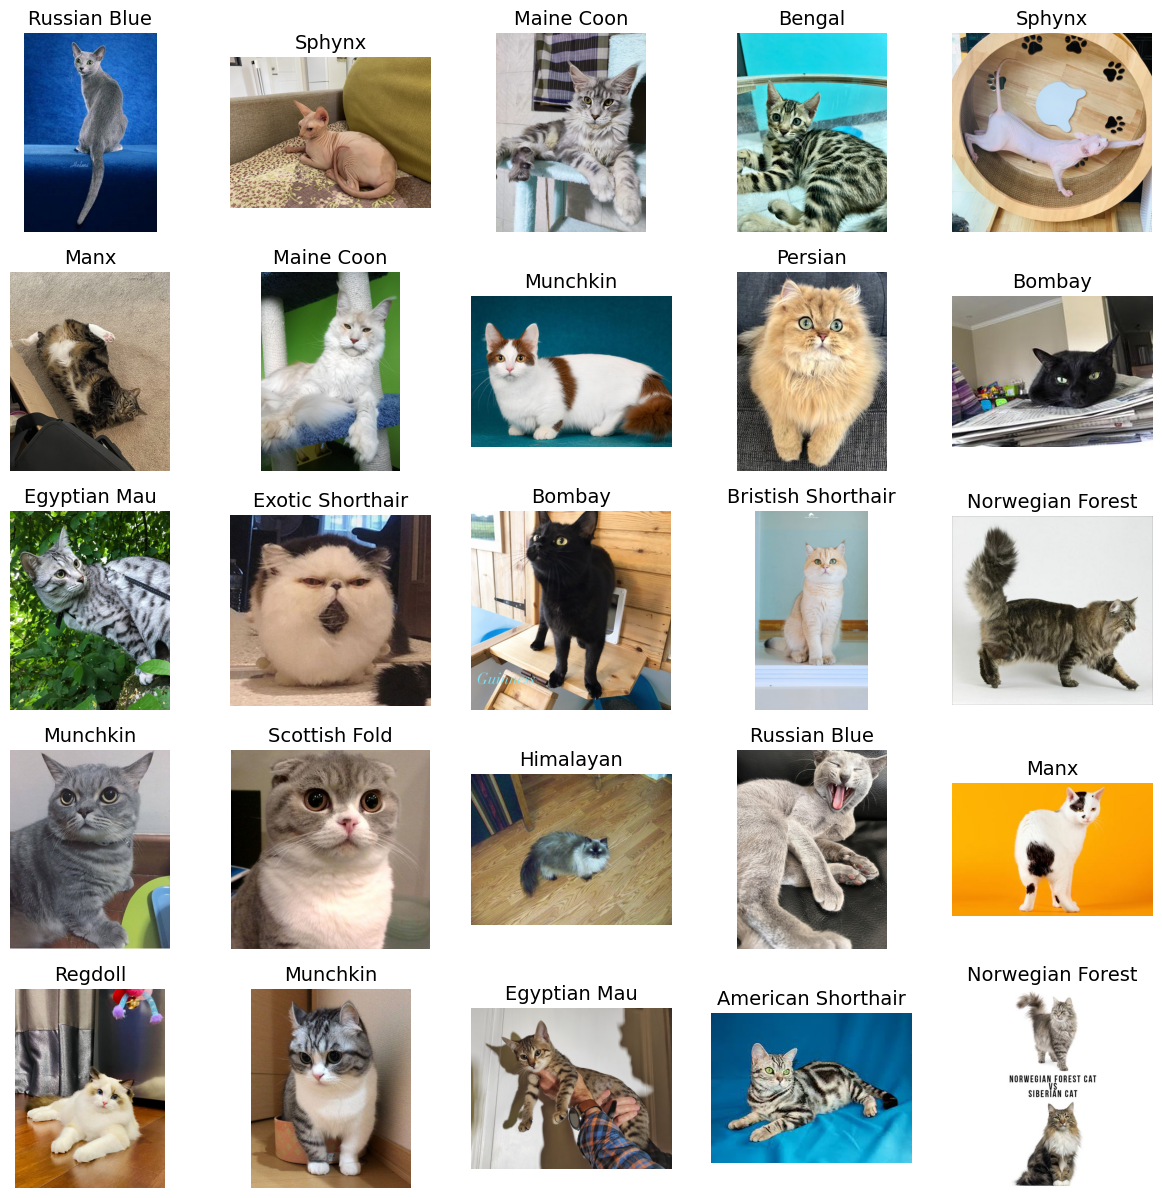 Russian Blue
Sphynx
Maine Coon
Bengal
Sphynx
Manx
Maine Coon
Munchkin
Persian
Bombay
Egyptian Mau
Exotic Shorthair
Bombay
Bristish Shorthair
Norwegian Forest
Munchkin
Scottish Fold
Himalayan
Russian Blue
Manx
Regdoll
Munchkin
Egyptian Mau
American Shorthair
Norwegian Forest
NORWEGIAN FOREST CAT
VS
SIBERIAN CAT